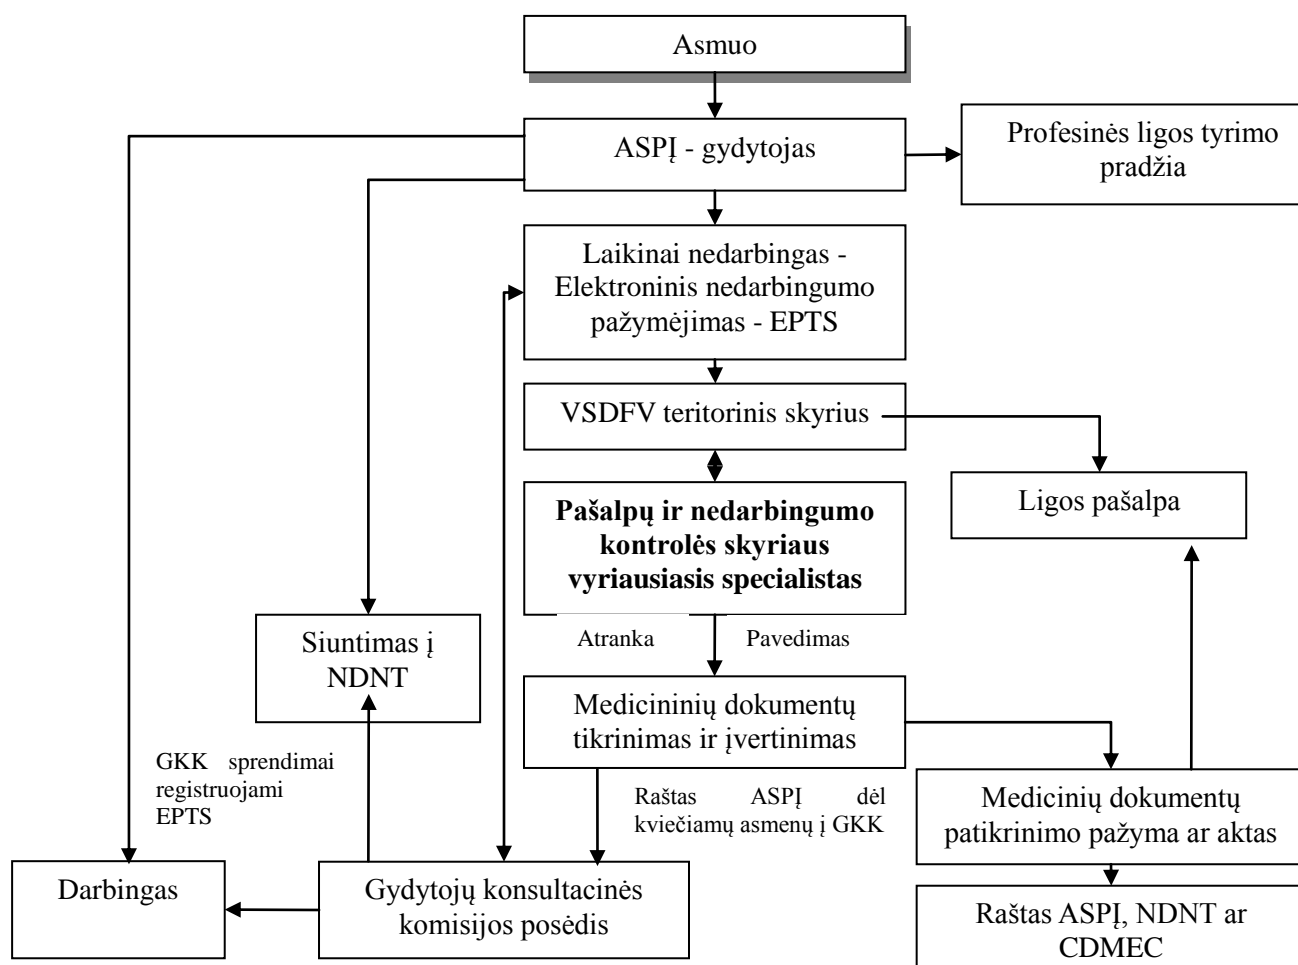 Asmuo
ASPĮ - gydytojas
Profesinės ligos tyrimo
pradžia
Laikinai nedarbingas -
Elektroninis nedarbingumo
pažymėjimas - EPTS
VSDFV teritorinis skyrius
Pašalpų ir nedarbingumo
kontrolės skyriaus
vyriausiasis specialistas
Ligos pašalpa
Atranka
Pavedimas
Siuntimas į
NDNT
Medicininių dokumentų
tikrinimas ir įvertinimas
GKK sprendimai
registruojami
EPTS
Raštas ASPĮ dėl
kviečiamų asmenų į GKK
Medicinių dokumentų
patikrinimo pažyma ar aktas
Darbingas
Gydytojų konsultacinės
komisijos posėdis
Raštas ASPĮ, NDNT ar
CDMEC